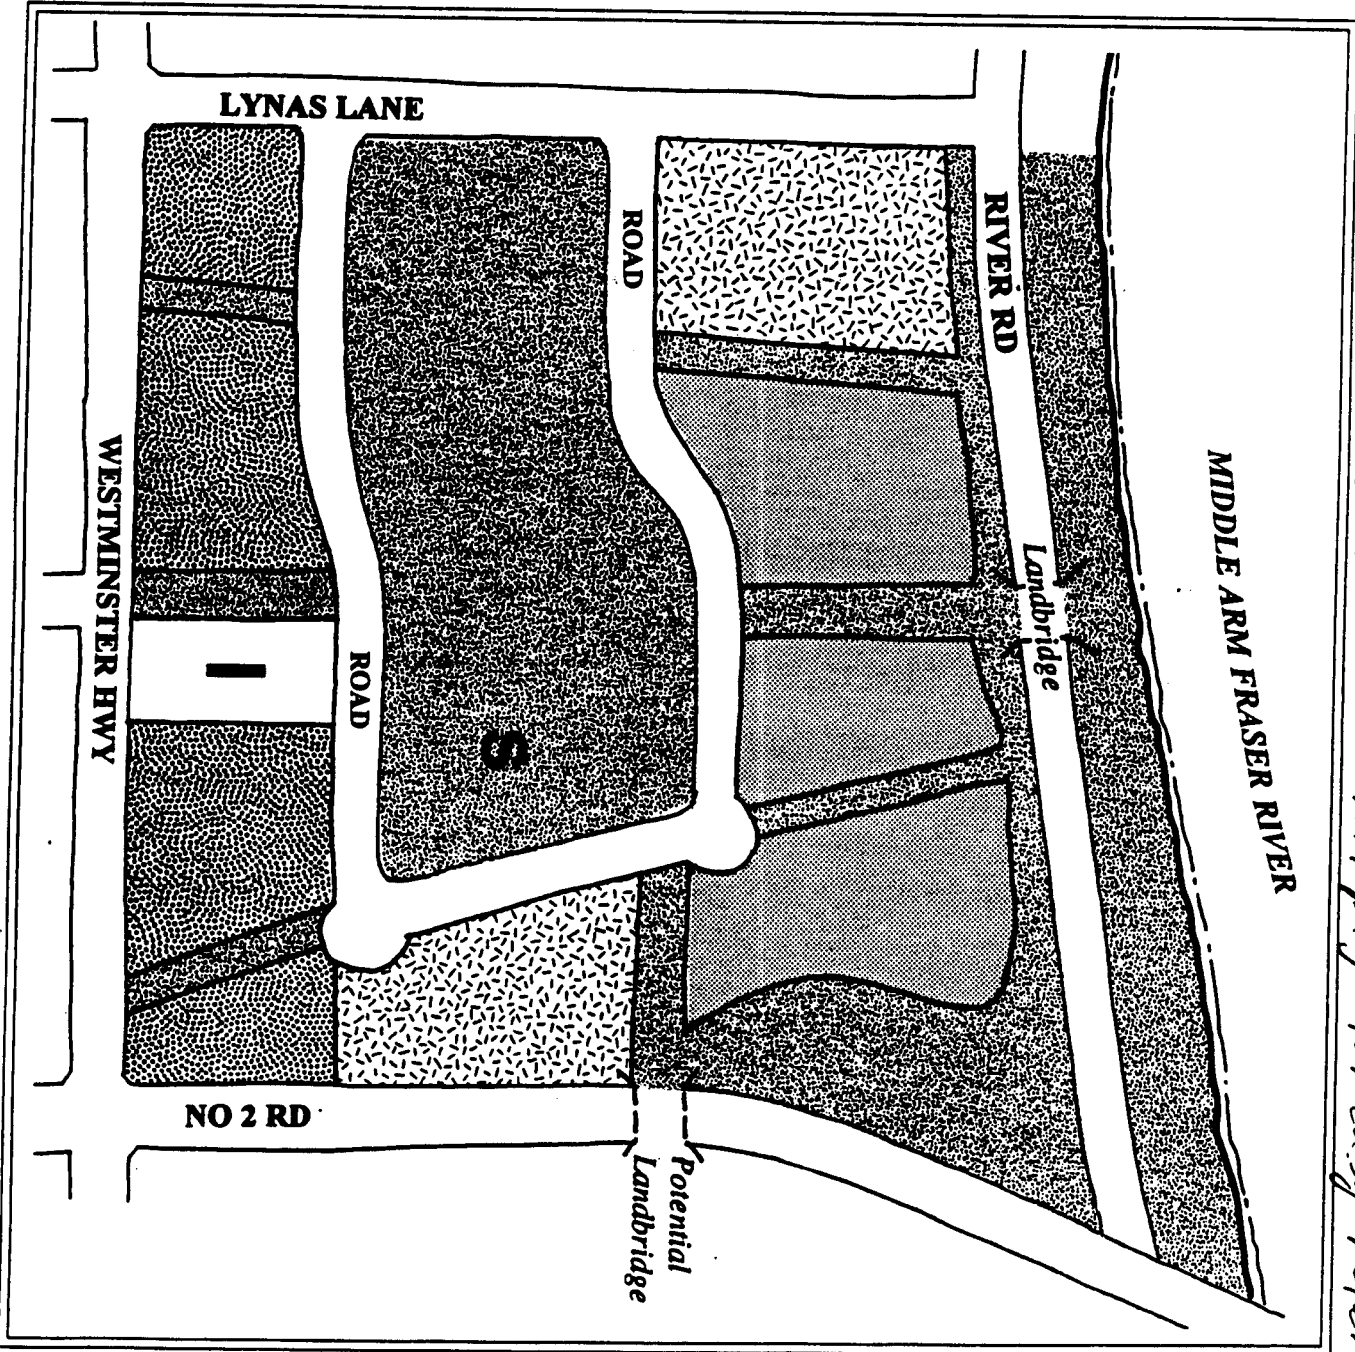 LYNAS LANE
ROAD
RIVER RD
MIDDLE ARM FRASER RIVER
WESTMINSTER HWY
Landbridge
I
ROAD
S
NO 2 RD
Potential
Landbridge